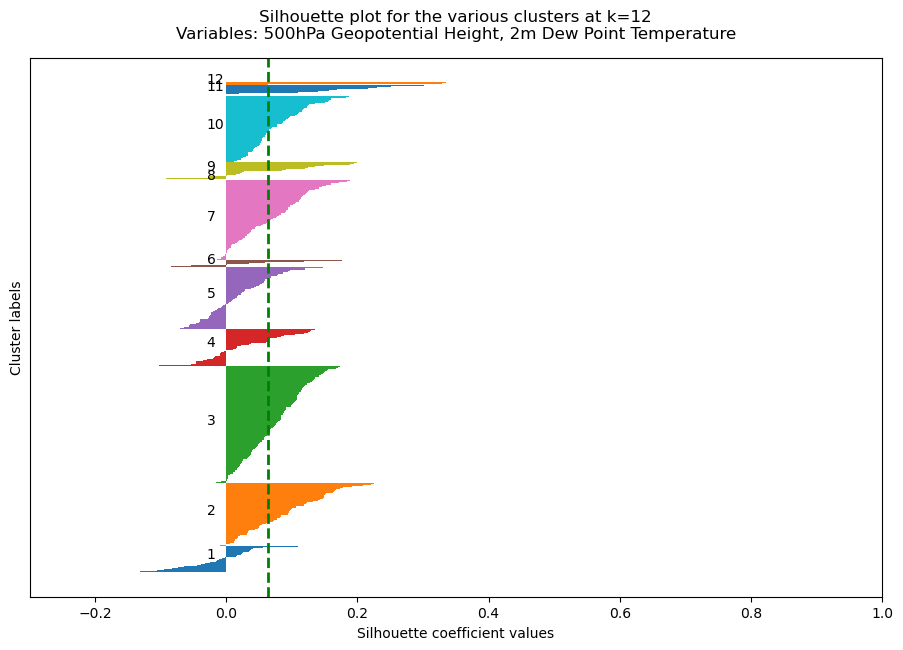 Silhouette plot for the various clusters at k=12
Variables: 500hPa Geopotential Height, 2m Dew Point Temperature
Cluster labels
12
11
10
9
8
7
6
5
4
3
2
1
−0.2 0.0 0.2 0.4 0.6 0.8 1.0
Silhouette coefficient values